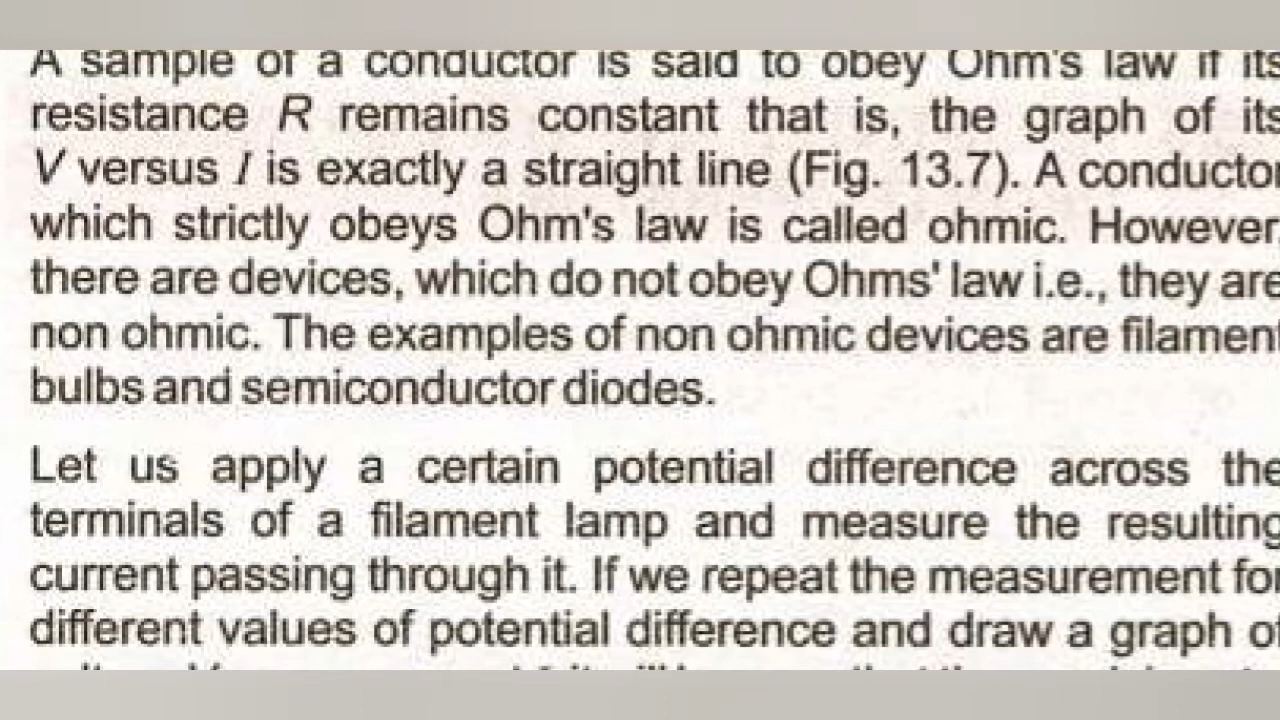 A sample of a conductor is said to obey Ohm's law if its
resistance R remains constant that is, the graph of its
V versus I is exactly a straight line (Fig. 13.7). A conductor
which strictly obeys Ohm's law is called ohmic. However,
there are devices, which do not obey Ohms' law i.e., they are
non ohmic. The examples of non ohmic devices are filament
bulbs and semiconductor diodes.
Let us apply a certain potential difference across the
terminals of a filament lamp and measure the resulting
current passing through it. If we repeat the measurement for
different values of potential difference and draw a graph of